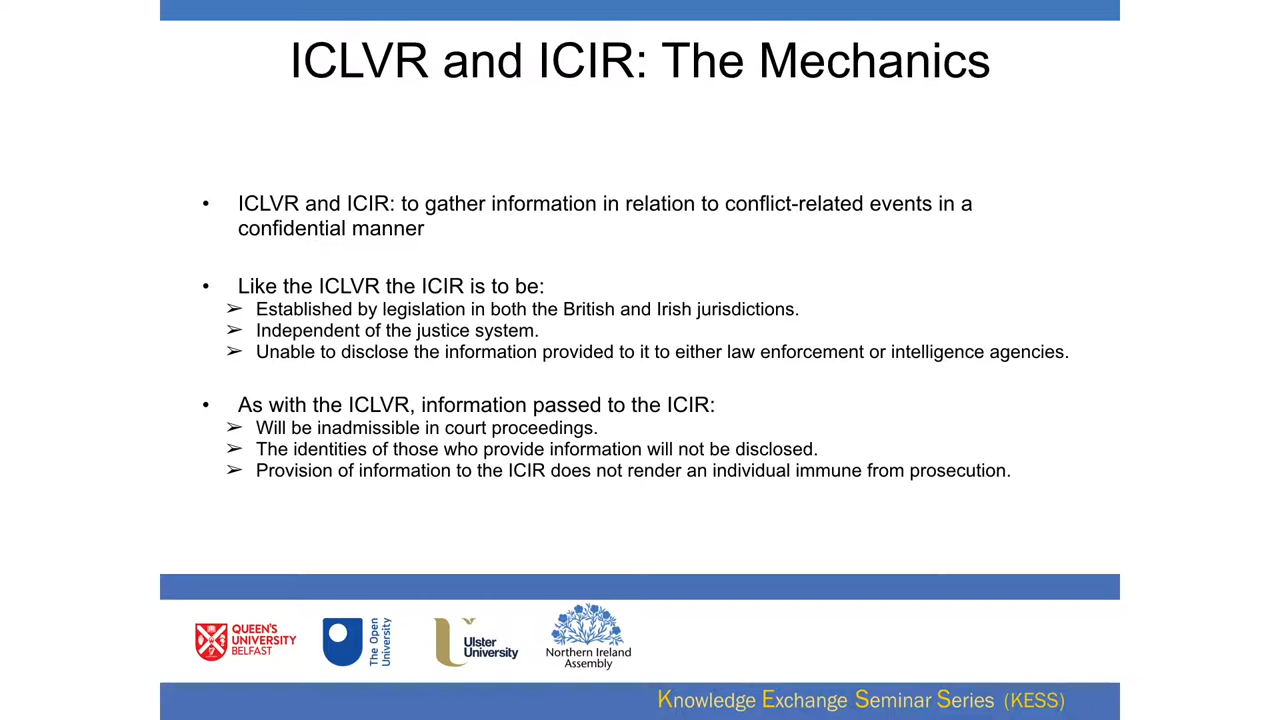 ICLVR and ICIR: The Mechanics
• ICLVR and ICIR: to gather information in relation to conflict-related events in a
confidential manner
• Like the ICLVR the ICIR is to be:
➢ Established by legislation in both the British and Irish jurisdictions.
➢ Independent of the justice system.
➢ Unable to disclose the information provided to it to either law enforcement or intelligence agencies.
• As with the ICLVR, information passed to the ICIR:
➢ Will be inadmissible in court proceedings.
➢ The identities of those who provide information will not be disclosed.
➢ Provision of information to the ICIR does not render an individual immune from prosecution.
QUEEN'S
UNIVERSITY
BELFAST
The Open
University
Ulster
University
Northern Ireland
Assembly
Knowledge Exchange Seminar Series (KESS)